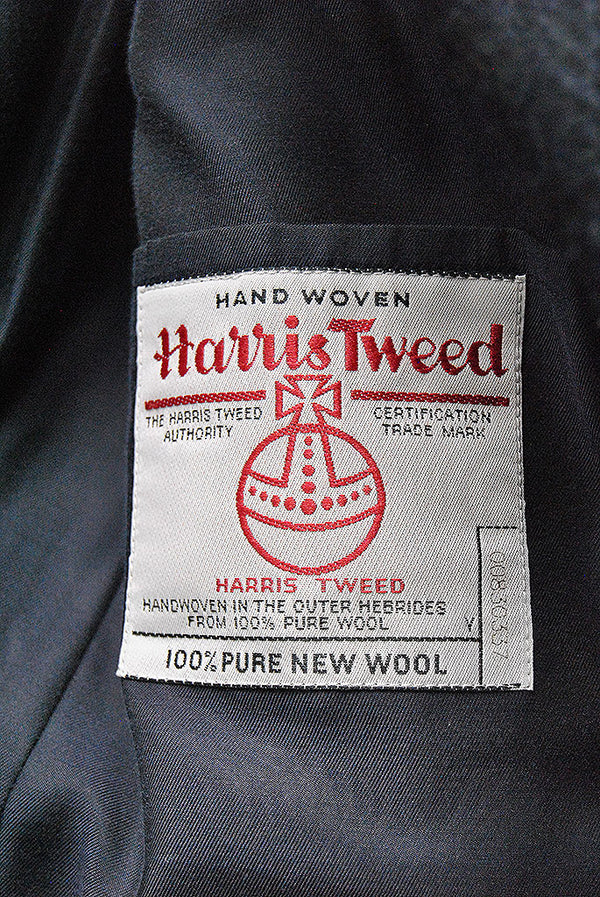 HAND WOVEN
Harris Tweed
THE HARRIS TWEED
AUTHORITY
CERTIFICATION
TRADE MARK
HARRIS TWEED
HANDWOVEN IN THE OUTER HEBRIDES
FROM 100% PURE WOOL
Y
100% PURE NEW WOOL